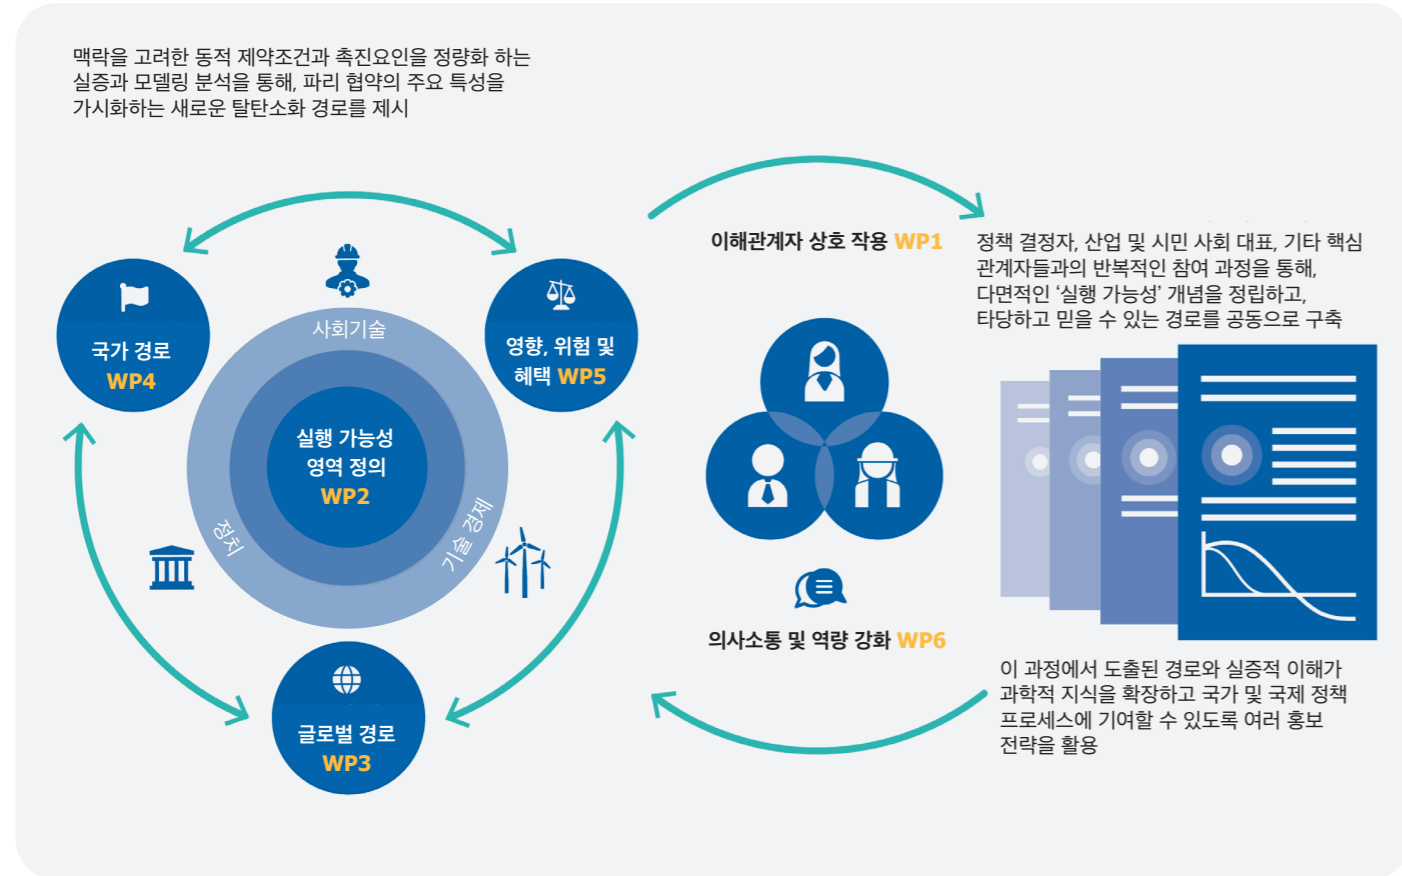 맥락을 고려한 동적 제약조건과 촉진요인을 정량화 하는
실증과 모델링 분석을 통해, 파리 협약의 주요 특성을
가시화하는 새로운 탈탄소화 경로를 제시
국가 경로
WP4
사회기술
영향, 위험 및
혜택 WP5
실행 가능성
영역 정의
WP2
정치
기술 경제
글로벌 경로
WP3
이해관계자 상호 작용 WP1
의사소통 및 역량 강화 WP6
정책 결정자, 산업 및 시민 사회 대표, 기타 핵심
관계자들과의 반복적인 참여 과정을 통해,
다면적인 ‘실행 가능성’ 개념을 정립하고,
타당하고 믿을 수 있는 경로를 공동으로 구축
이 과정에서 도출된 경로와 실증적 이해가
과학적 지식을 확장하고 국가 및 국제 정책
프로세스에 기여할 수 있도록 여러 홍보
전략을 활용